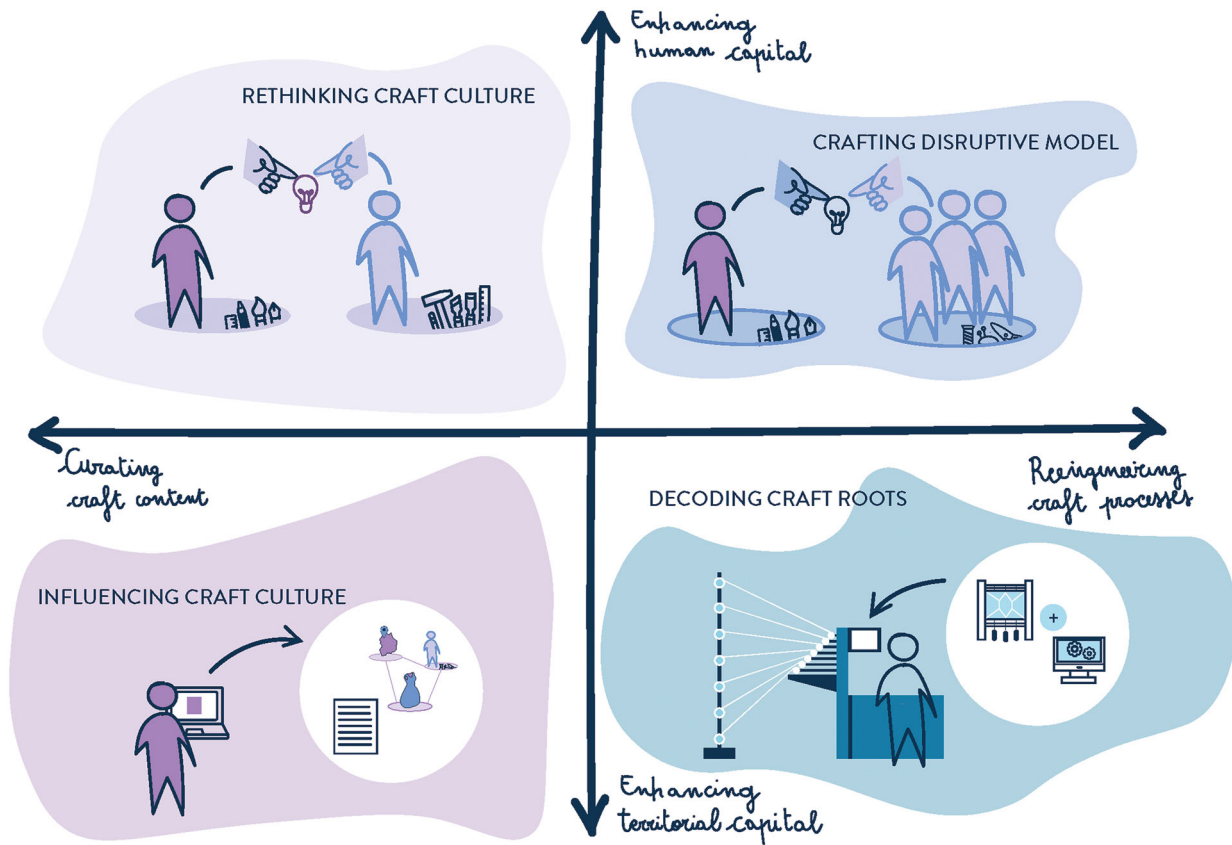 Enhancing
human capital
RETHINKING CRAFT CULTURE
CRAFTING DISRUPTIVE MODEL
Curating
craft content
Reengineering
craft processes
DECODING CRAFT ROOTS
INFLUENCING CRAFT CULTURE
+
Enhancing
territorial capital